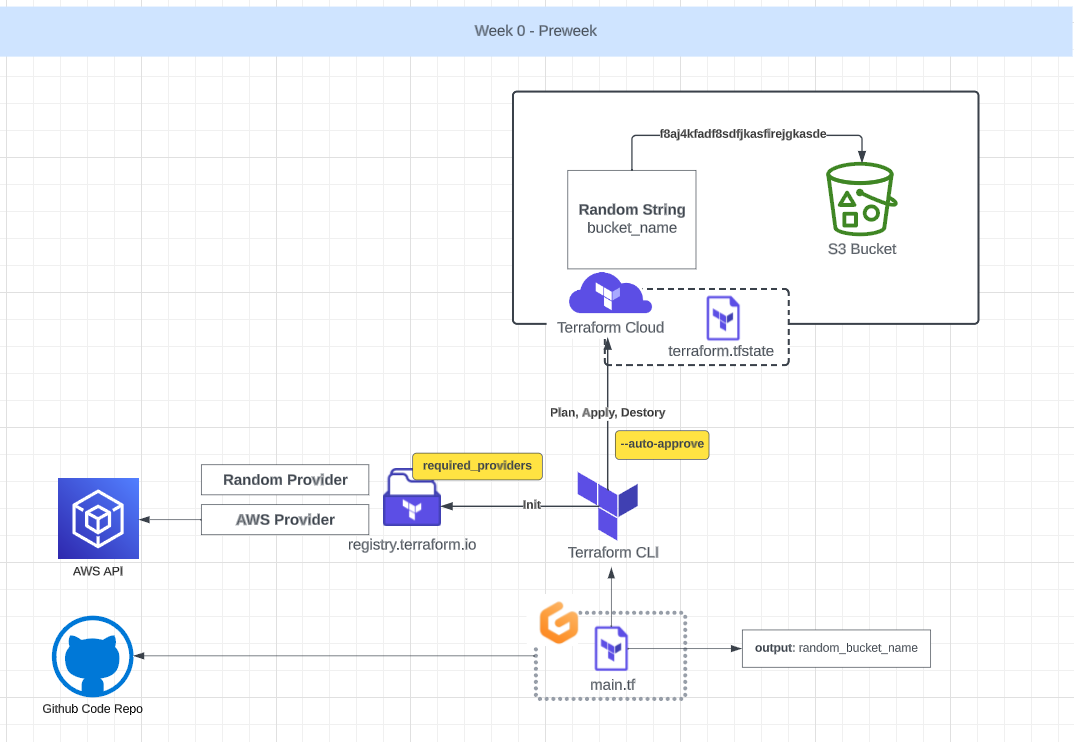 Week 0 - Preweek
f8aj4kfadf8sdfjkasfirejgkasde
Random String
bucket_name
S3 Bucket
Terraform Cloud
terraform.tfstate
Plan, Apply, Destory
--auto-approve
required_providers
Random Provider
Init
AWS Provider
registry.terraform.io
Terraform CLI
AWS API
output: random_bucket_name
main.tf
Github Code Repo